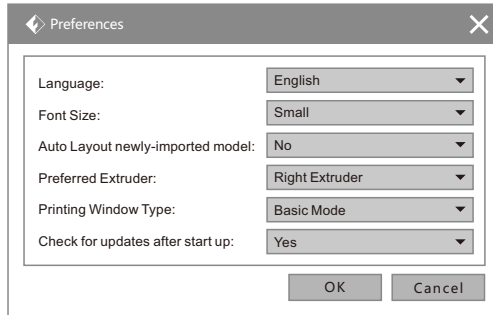 Preferences
Language: English
Font Size: Small
Auto Layout newly-imported model: No
Preferred Extruder: Right Extruder
Printing Window Type: Basic Mode
Check for updates after start up: Yes
OK Cancel